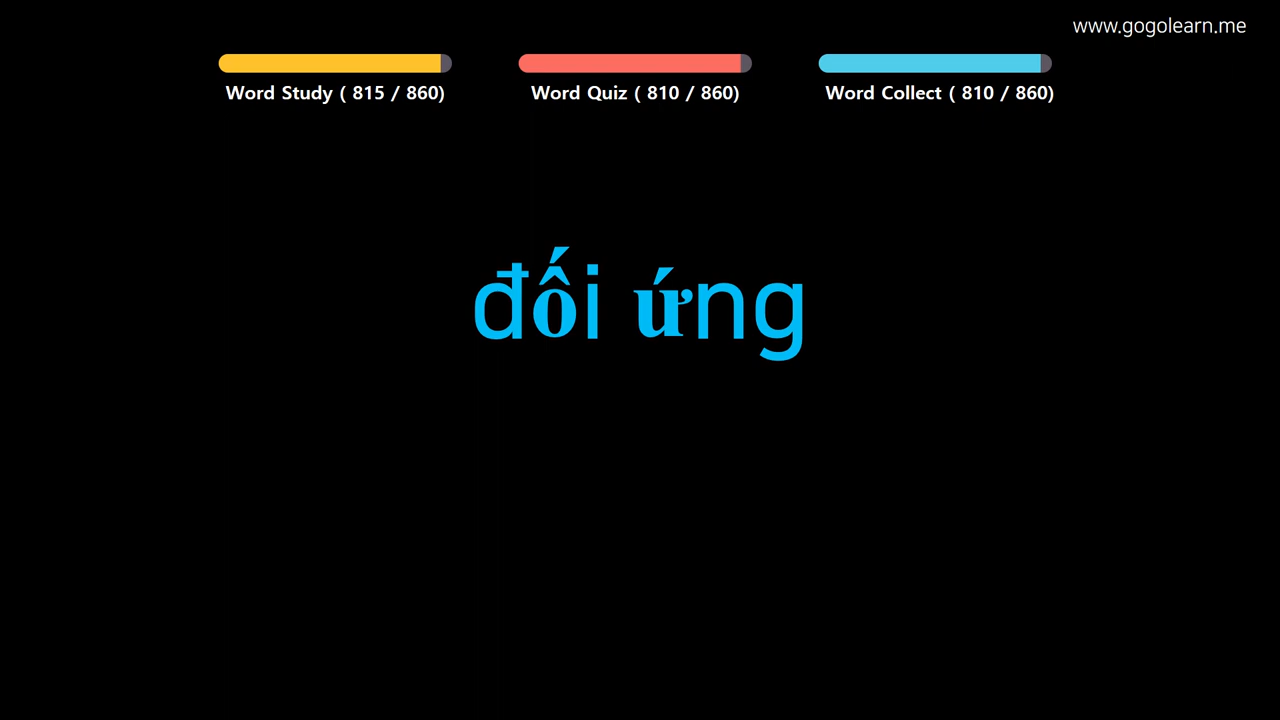 www.gogolearn.me
Word Study ( 815 / 860)
Word Quiz ( 810 / 860)
Word Collect ( 810 / 860)
đối ứng